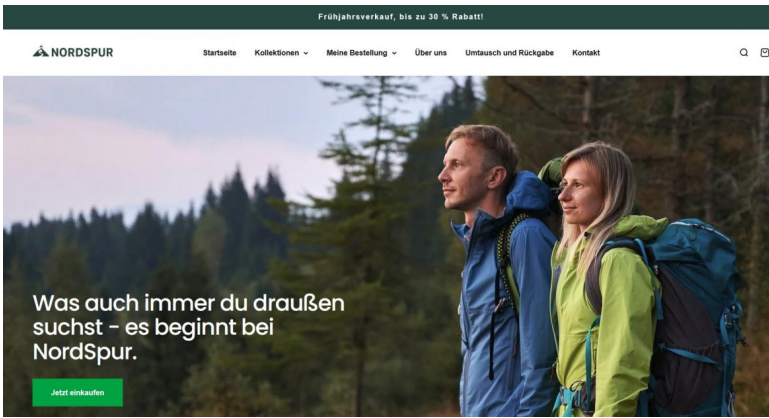 Frühjahrsverkauf, bis zu 30 % Rabatt!
NORDSPUR Startseite Kollektionen Meine Bestellung Über uns Umtausch und Rückgabe Kontakt
Was auch immer du draußen
suchst – es beginnt bei
NordSpur.
Jetzt einkaufen